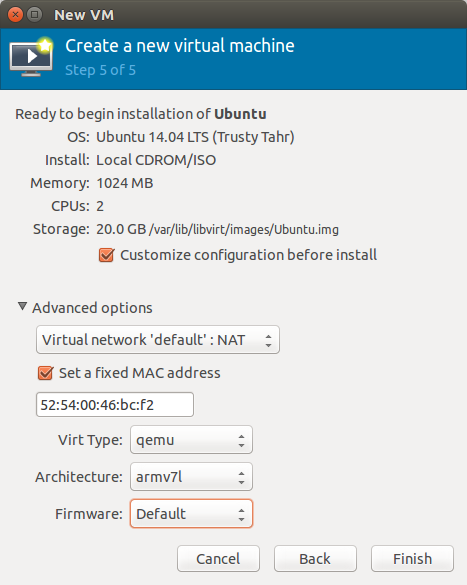 New VM
Create a new virtual machine
Step 5 of 5
Ready to begin installation of Ubuntu
OS: Ubuntu 14.04 LTS (Trusty Tahr)
Install: Local CDROM/ISO
Memory: 1024 MB
CPUs: 2
Storage: 20.0 GB /var/lib/libvirt/images/Ubuntu.img
Customize configuration before install
Advanced options
Virtual network 'default' : NAT
Set a fixed MAC address
52:54:00:46:bc:f2
Virt Type: qemu
Architecture: armv7l
Firmware: Default
Cancel Back Finish